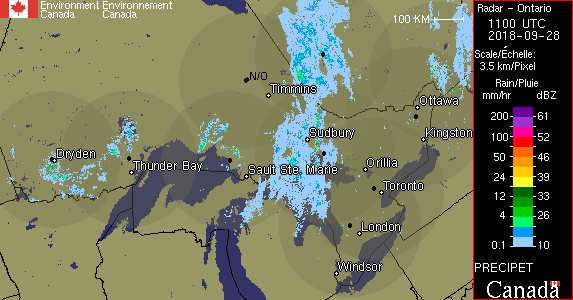 Environment Environnement
Canada Canada
100 KM
N/O
Timmins
Ottawa
Sudbury
Kingston
Dryden
Thunder Bay
Sault Ste. Marie
Orillia
Toronto
London
Windsor
Radar - Ontario
1100 UTC
2018-09-28
Scale/Échelle:
3.5 km/Pixel
Rain/Pluie
mm/hr dBZ
200 61
100 52
50 46
24 39
12 33
4 26
1 20
0.1 10
PRECIPET
Canada